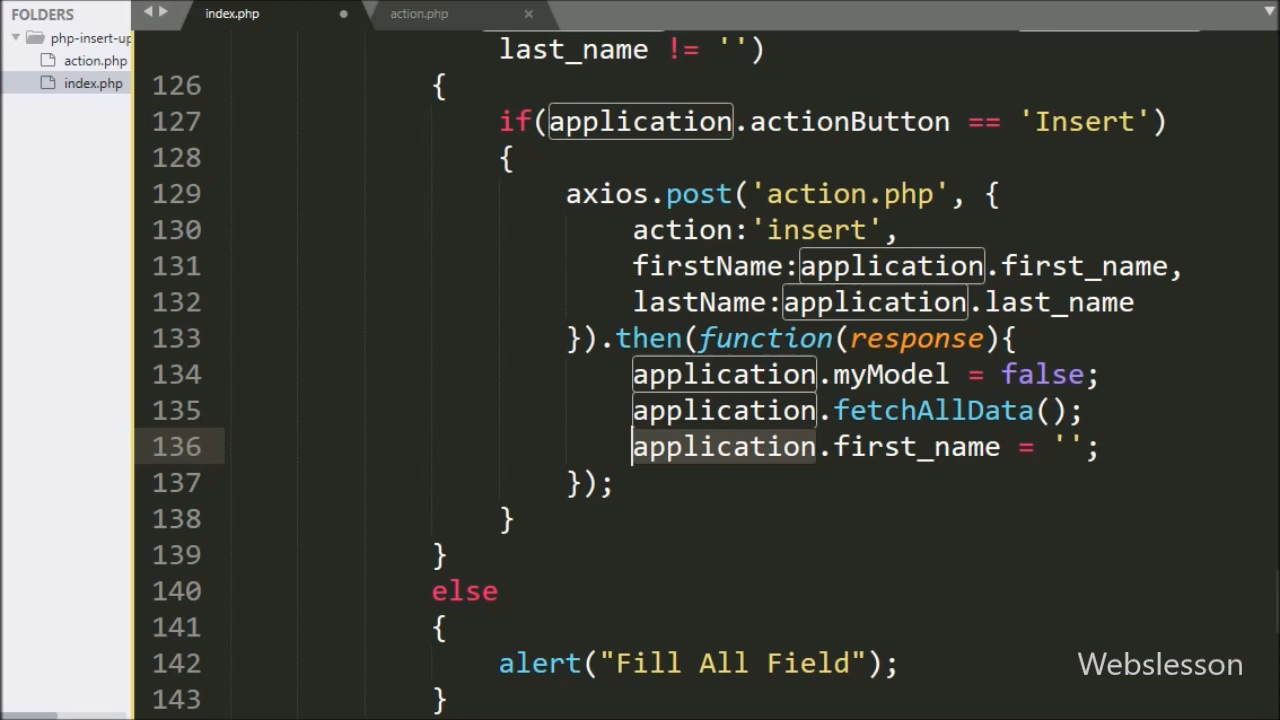 FOLDERS
php-insert-up
action.php
index.php
index.php
action.php
last_name != '')
126 {
127 if(application.actionButton == 'Insert')
128 {
129 axios.post('action.php', {
130 action:'insert',
131 firstName:application.first_name,
132 lastName:application.last_name
133 }).then(function(response){
134 application.myModel = false;
135 application.fetchAllData();
136 application.first_name = '';
137 });
138 }
139 }
140 else
141 {
142 alert("Fill All Field");
143 }
Webslesson